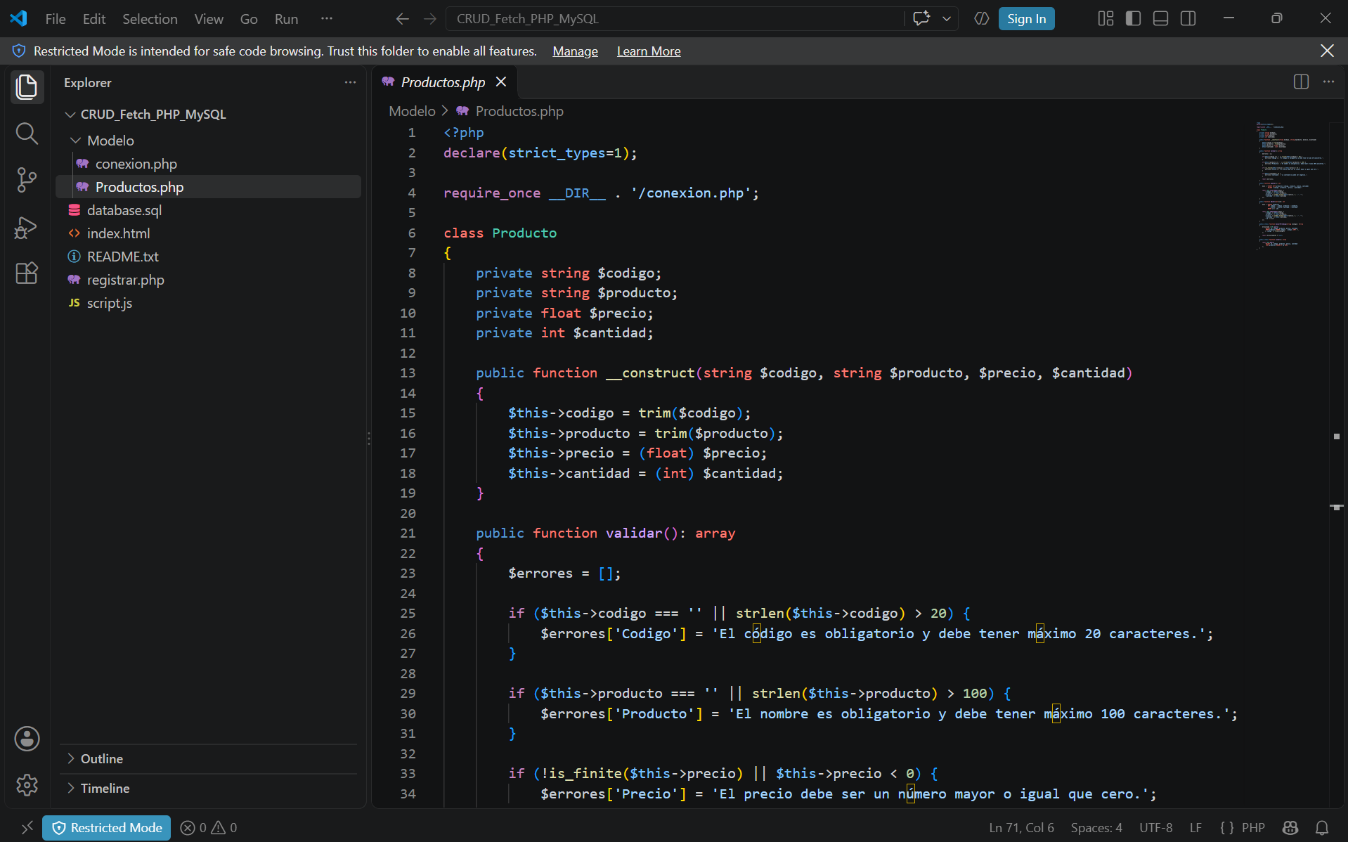 File Edit Selection View Go Run ··· CRUD_Fetch_PHP_MySQL Sign In
Restricted Mode is intended for safe code browsing. Trust this folder to enable all features. Manage Learn More
Explorer ···
CRUD_Fetch_PHP_MySQL
Modelo
conexion.php
Productos.php
database.sql
index.html
README.txt
registrar.php
JS script.js
Outline
Timeline
Productos.php
Modelo > Productos.php
1 <?php
2 declare(strict_types=1);
3
4 require_once __DIR__ . '/conexion.php';
5
6 class Producto
7 {
8     private string $codigo;
9     private string $producto;
10     private float $precio;
11     private int $cantidad;
12
13     public function __construct(string $codigo, string $producto, $precio, $cantidad)
14     {
15         $this->codigo = trim($codigo);
16         $this->producto = trim($producto);
17         $this->precio = (float) $precio;
18         $this->cantidad = (int) $cantidad;
19     }
20
21     public function validar(): array
22     {
23         $errores = [];
24
25         if ($this->codigo === '' || strlen($this->codigo) > 20) {
26             $errores['Codigo'] = 'El código es obligatorio y debe tener máximo 20 caracteres.';
27         }
28
29         if ($this->producto === '' || strlen($this->producto) > 100) {
30             $errores['Producto'] = 'El nombre es obligatorio y debe tener máximo 100 caracteres.';
31         }
32
33         if (!is_finite($this->precio) || $this->precio < 0) {
34             $errores['Precio'] = 'El precio debe ser un número mayor o igual que cero.';
Restricted Mode 0 0 Ln 71, Col 6 Spaces: 4 UTF-8 LF { } PHP